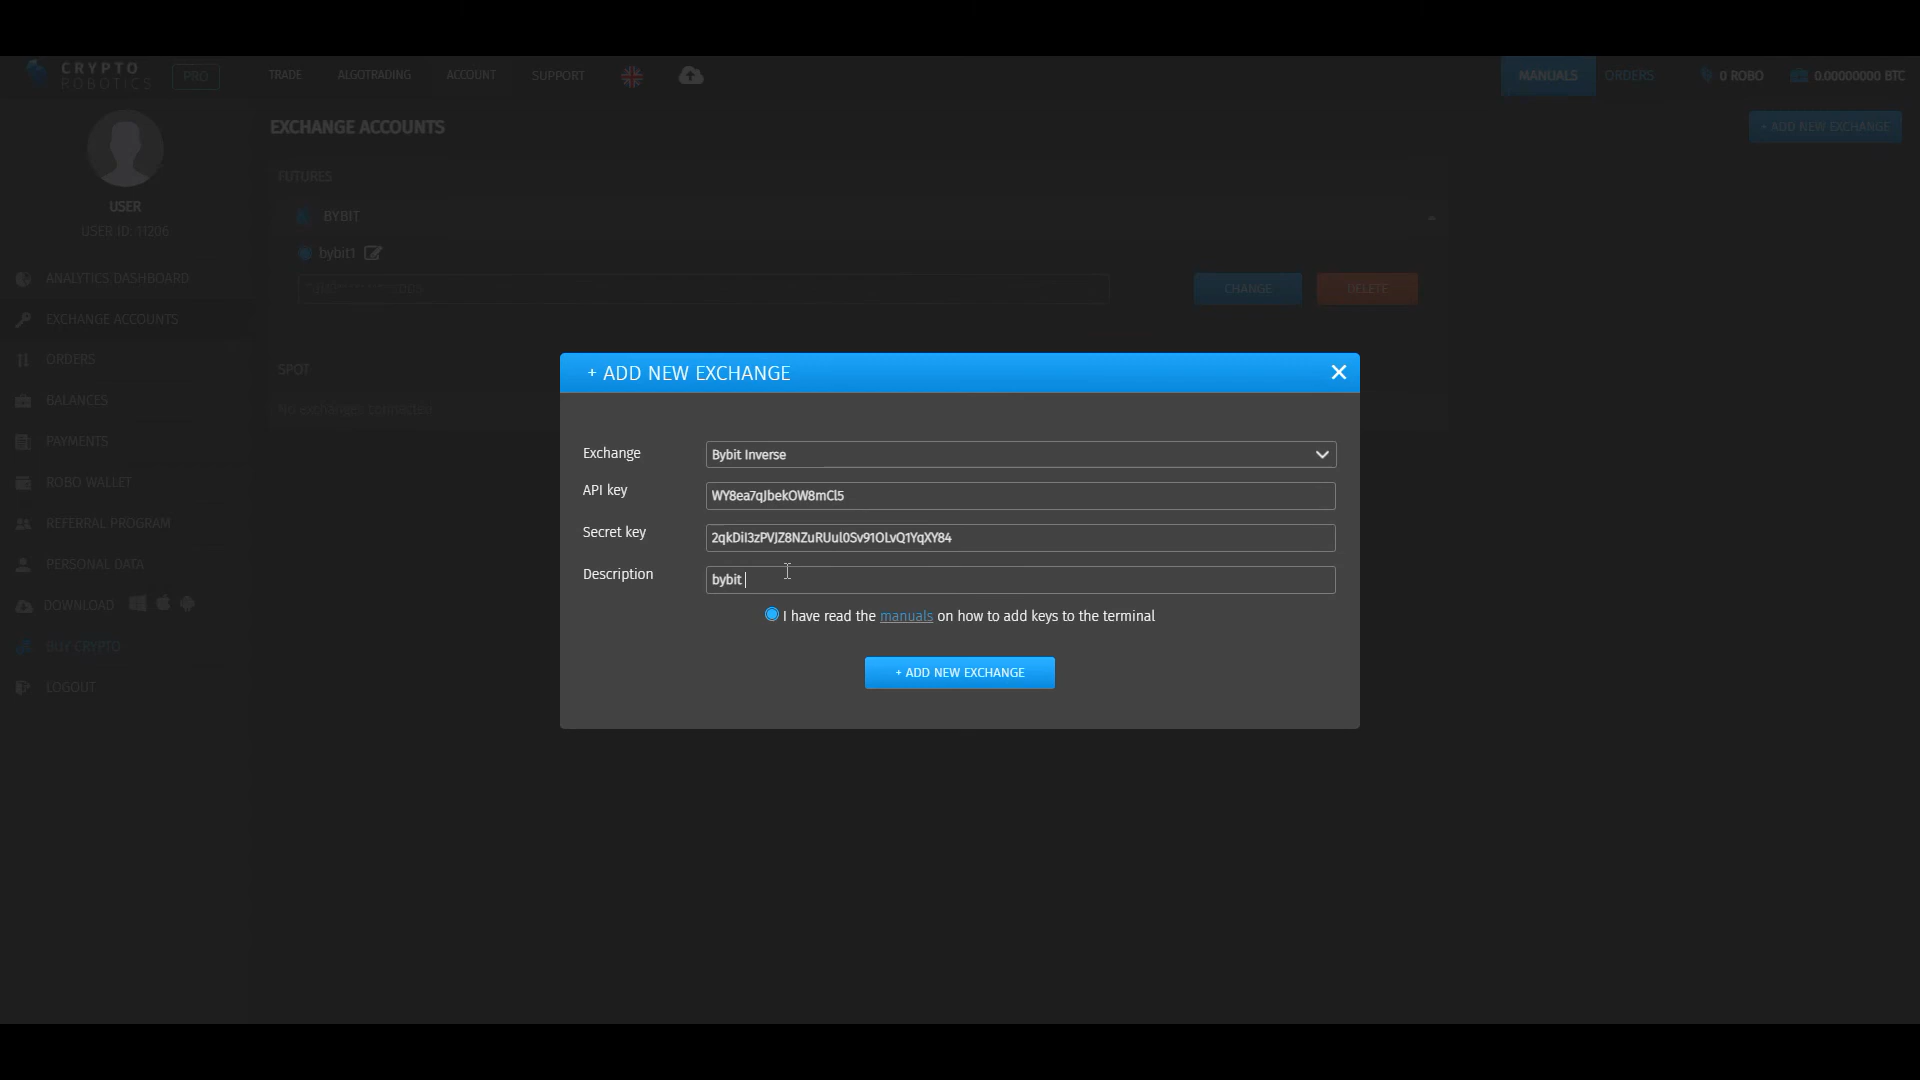 CRYPTO
ROBOTICS
PRO
TRADE
ALGOTRADING
ACCOUNT
SUPPORT
MANUALS
ORDERS
0 ROBO
0.00000000 BTC
EXCHANGE ACCOUNTS
+ ADD NEW EXCHANGE
USER
USER ID: 11206
ANALYTICS DASHBOARD
EXCHANGE ACCOUNTS
ORDERS
BALANCES
PAYMENTS
ROBO WALLET
REFERRAL PROGRAM
PERSONAL DATA
DOWNLOAD
BUY CRYPTO
LOGOUT
FUTURES
BYBIT
bybit1
CHANGE
DELETE
SPOT
No exchanges connected
+ ADD NEW EXCHANGE
Exchange
Bybit Inverse
API key
WY8ea7qJbekOW8mCl5
Secret key
2qkDiI3zPVJZ8NZuRUul0Sv91OLvQ1YqXY84
Description
bybit
I have read the manuals on how to add keys to the terminal
+ ADD NEW EXCHANGE